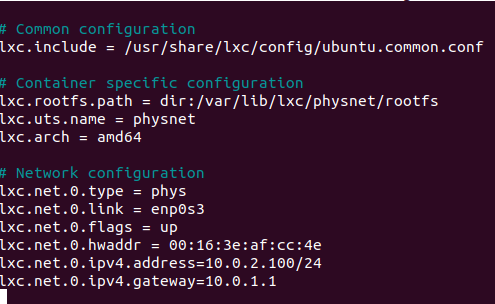 # Common configuration
lxc.include = /usr/share/lxc/config/ubuntu.common.conf
# Container specific configuration
lxc.rootfs.path = dir:/var/lib/lxc/physnet/rootfs
lxc.uts.name = physnet
lxc.arch = amd64
# Network configuration
lxc.net.0.type = phys
lxc.net.0.link = enp0s3
lxc.net.0.flags = up
lxc.net.0.hwaddr = 00:16:3e:af:cc:4e
lxc.net.0.ipv4.address=10.0.2.100/24
lxc.net.0.ipv4.gateway=10.0.1.1